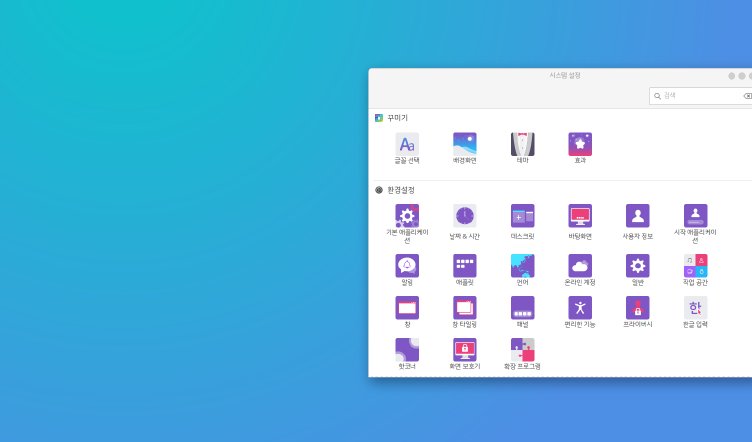 시스템 설정
검색
꾸미기
글꼴 선택 배경화면 테마 효과
환경설정
기본 애플리케이션 날짜 & 시간 데스크릿 바탕화면 사용자 정보 시작 애플리케이션
알림 애플릿 언어 온라인 계정 일반 작업 공간
창 창 타일링 패널 편리한 기능 프라이버시 한글 입력
핫코너 화면 보호기 확장 프로그램